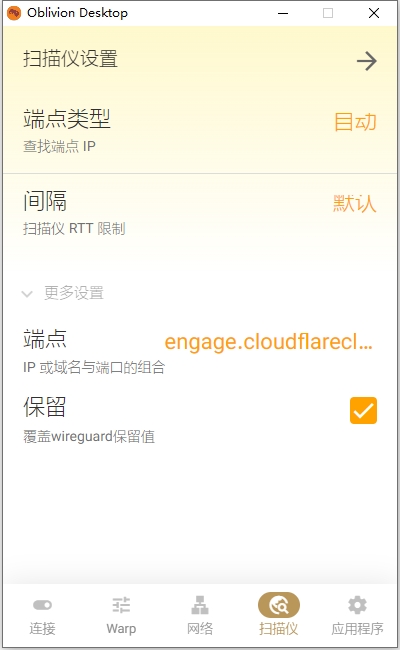 Oblivion Desktop
扫描仪设置
端点类型
自动
查找端点 IP
间隔
默认
扫描仪 RTT 限制
更多设置
端点
engage.cloudflarecl...
IP 或域名与端口的组合
保留
覆盖wireguard保留值
连接
Warp
网络
扫描仪
应用程序